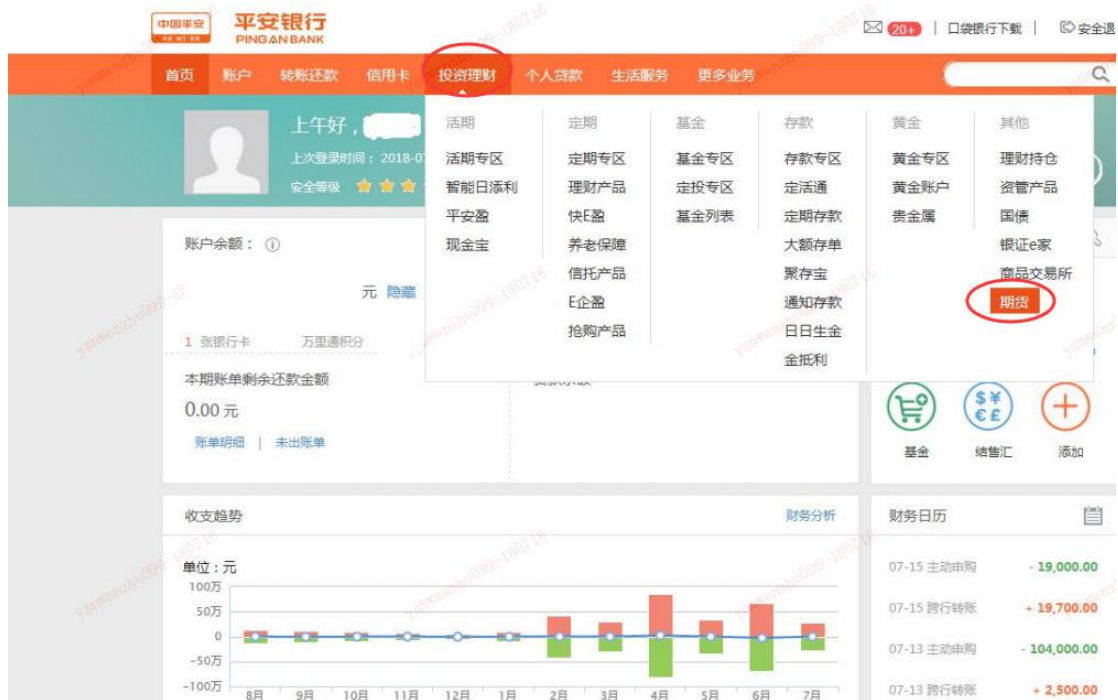 中国平安
平安银行
PING AN BANK
20+ | 口袋银行下载 | 安全退
首页 账户 转账还款 信用卡 投资理财 个人贷款 生活服务 更多业务
上午好，
上次登录时间：2018-07
安全等级
活期 定期 基金 存款 黄金 其他
活期专区 定期专区 基金专区 存款专区 黄金专区 理财持仓
智能日添利 理财产品 定投专区 定活通 黄金账户 资管产品
平安盈 快E盈 基金列表 定期存款 贵金属 国债
现金宝 养老保障 大额存单 银证e家
信托产品 聚存宝 商品交易所
E企盈 通知存款 期货
抢购产品 日日生金
金抵利
账户余额：
元 隐藏
1 张银行卡 万里通积分
本期账单剩余还款金额
0.00 元
账单明细 | 未出账单
基金 结售汇 添加
收支趋势 财务分析
单位：元
100万
50万
0
-50万
-100万
8月 9月 10月 11月 12月 1月 2月 3月 4月 5月 6月 7月
财务日历
07-15 主动申购 - 19,000.00
07-15 跨行转账 + 19,700.00
07-13 主动申购 - 104,000.00
07-13 跨行转账 + 2,500.00